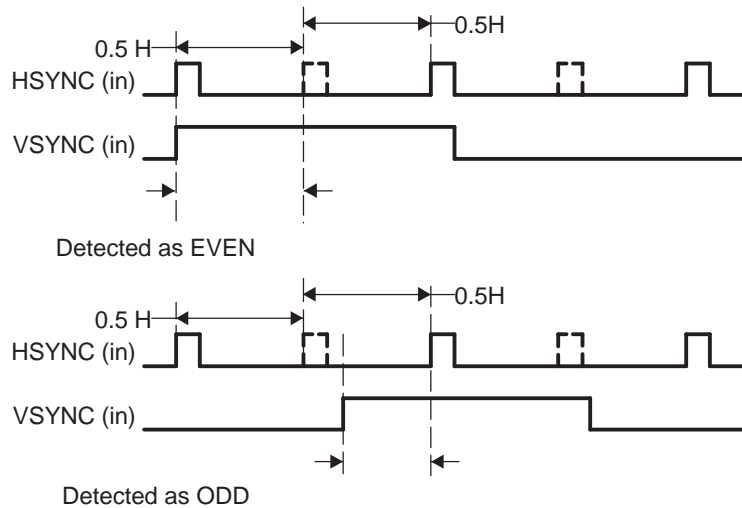 0.5H
0.5 H
HSYNC (in)
VSYNC (in)
Detected as EVEN
0.5H
0.5 H
HSYNC (in)
VSYNC (in)
Detected as ODD